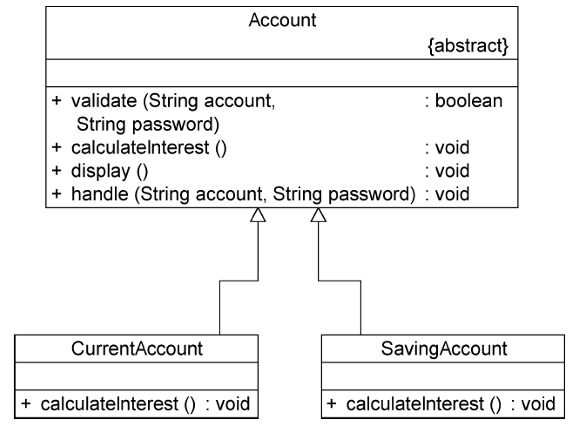 Account
{abstract}
+ validate (String account, : boolean
String password)
+ calculateInterest () : void
+ display () : void
+ handle (String account, String password) : void
CurrentAccount
+ calculateInterest () : void
SavingAccount
+ calculateInterest () : void